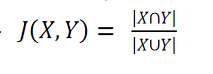 J(X,Y) = |X∩Y| / |X∪Y|